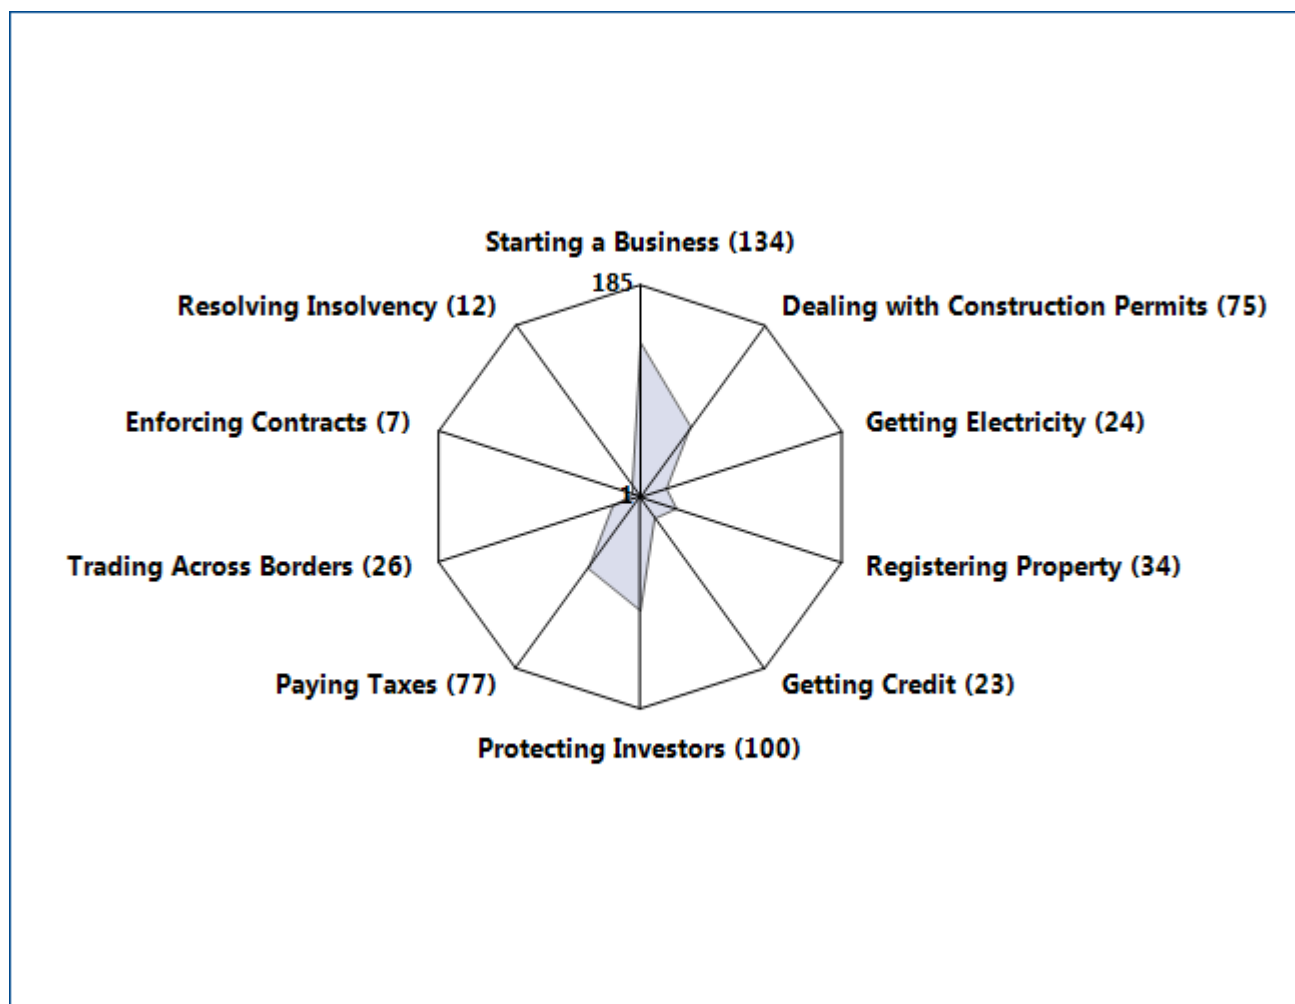 Starting a Business (134)
185
Resolving Insolvency (12)
Dealing with Construction Permits (75)
Enforcing Contracts (7)
Getting Electricity (24)
1
Trading Across Borders (26)
Registering Property (34)
Paying Taxes (77)
Getting Credit (23)
Protecting Investors (100)